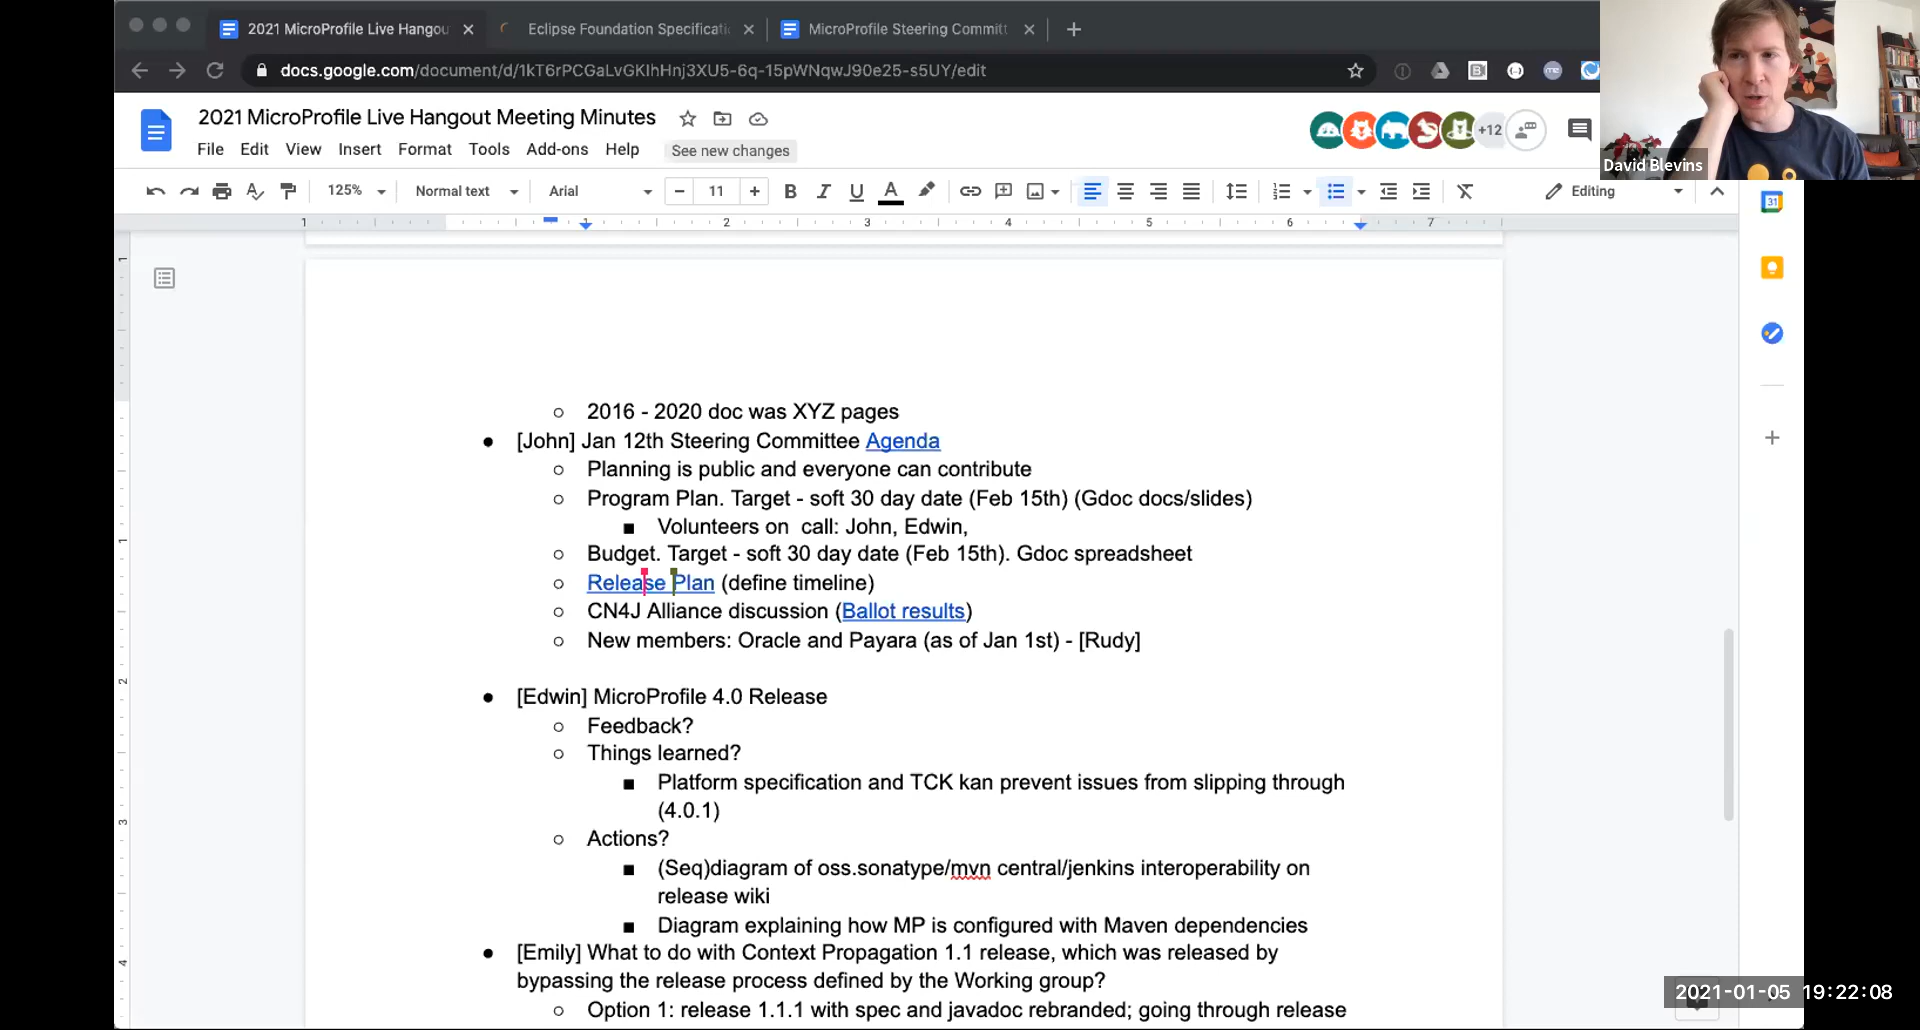 2021 MicroProfile Live Hangou
Eclipse Foundation Specificati
MicroProfile Steering Committ
docs.google.com/document/d/1kT6rPCGaLvGKIhHnj3XU5-6q-15pWNqwJ90e25-s5UY/edit
2021 MicroProfile Live Hangout Meeting Minutes
+12
File Edit View Insert Format Tools Add-ons Help See new changes
David Blevins
125% Normal text Arial − 11 + B I U A Editing
31
1 1 2 3 4 5 6 7
2016 - 2020 doc was XYZ pages
[John] Jan 12th Steering Committee Agenda
Planning is public and everyone can contribute
Program Plan. Target - soft 30 day date (Feb 15th) (Gdoc docs/slides)
Volunteers on  call: John, Edwin,
Budget. Target - soft 30 day date (Feb 15th). Gdoc spreadsheet
Release Plan (define timeline)
CN4J Alliance discussion (Ballot results)
New members: Oracle and Payara (as of Jan 1st) - [Rudy]
[Edwin] MicroProfile 4.0 Release
Feedback?
Things learned?
Platform specification and TCK kan prevent issues from slipping through
(4.0.1)
Actions?
(Seq)diagram of oss.sonatype/mvn central/jenkins interoperability on
release wiki
Diagram explaining how MP is configured with Maven dependencies
[Emily] What to do with Context Propagation 1.1 release, which was released by
bypassing the release process defined by the Working group?
Option 1: release 1.1.1 with spec and javadoc rebranded; going through release
2021-01-05 19:22:08